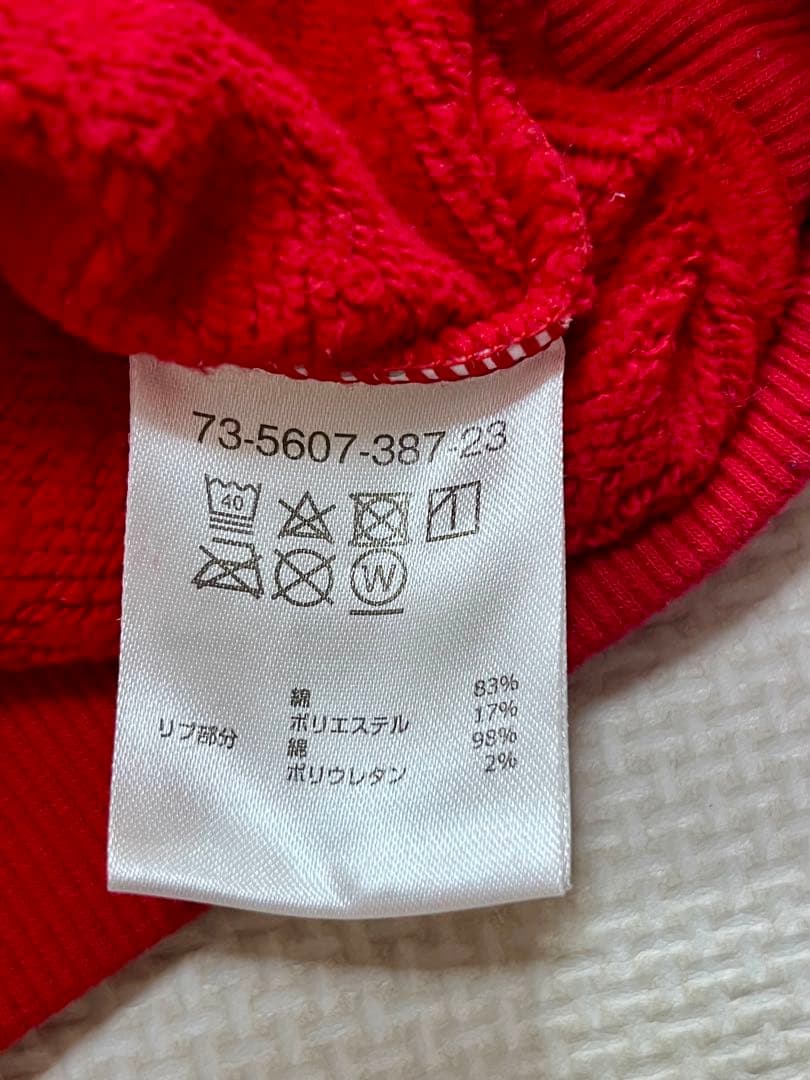 73-5607-387-23
40
W
綿 83%
ポリエステル 17%
リブ部分 綿 98%
ポリウレタン 2%